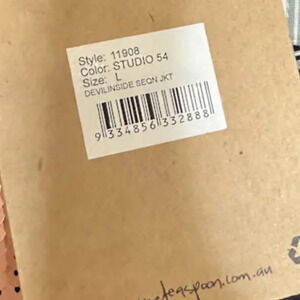 Style: 11908
Color: STUDIO 54
Size: L
DEVILINSIDE SEQN JKT
9 334856 332888